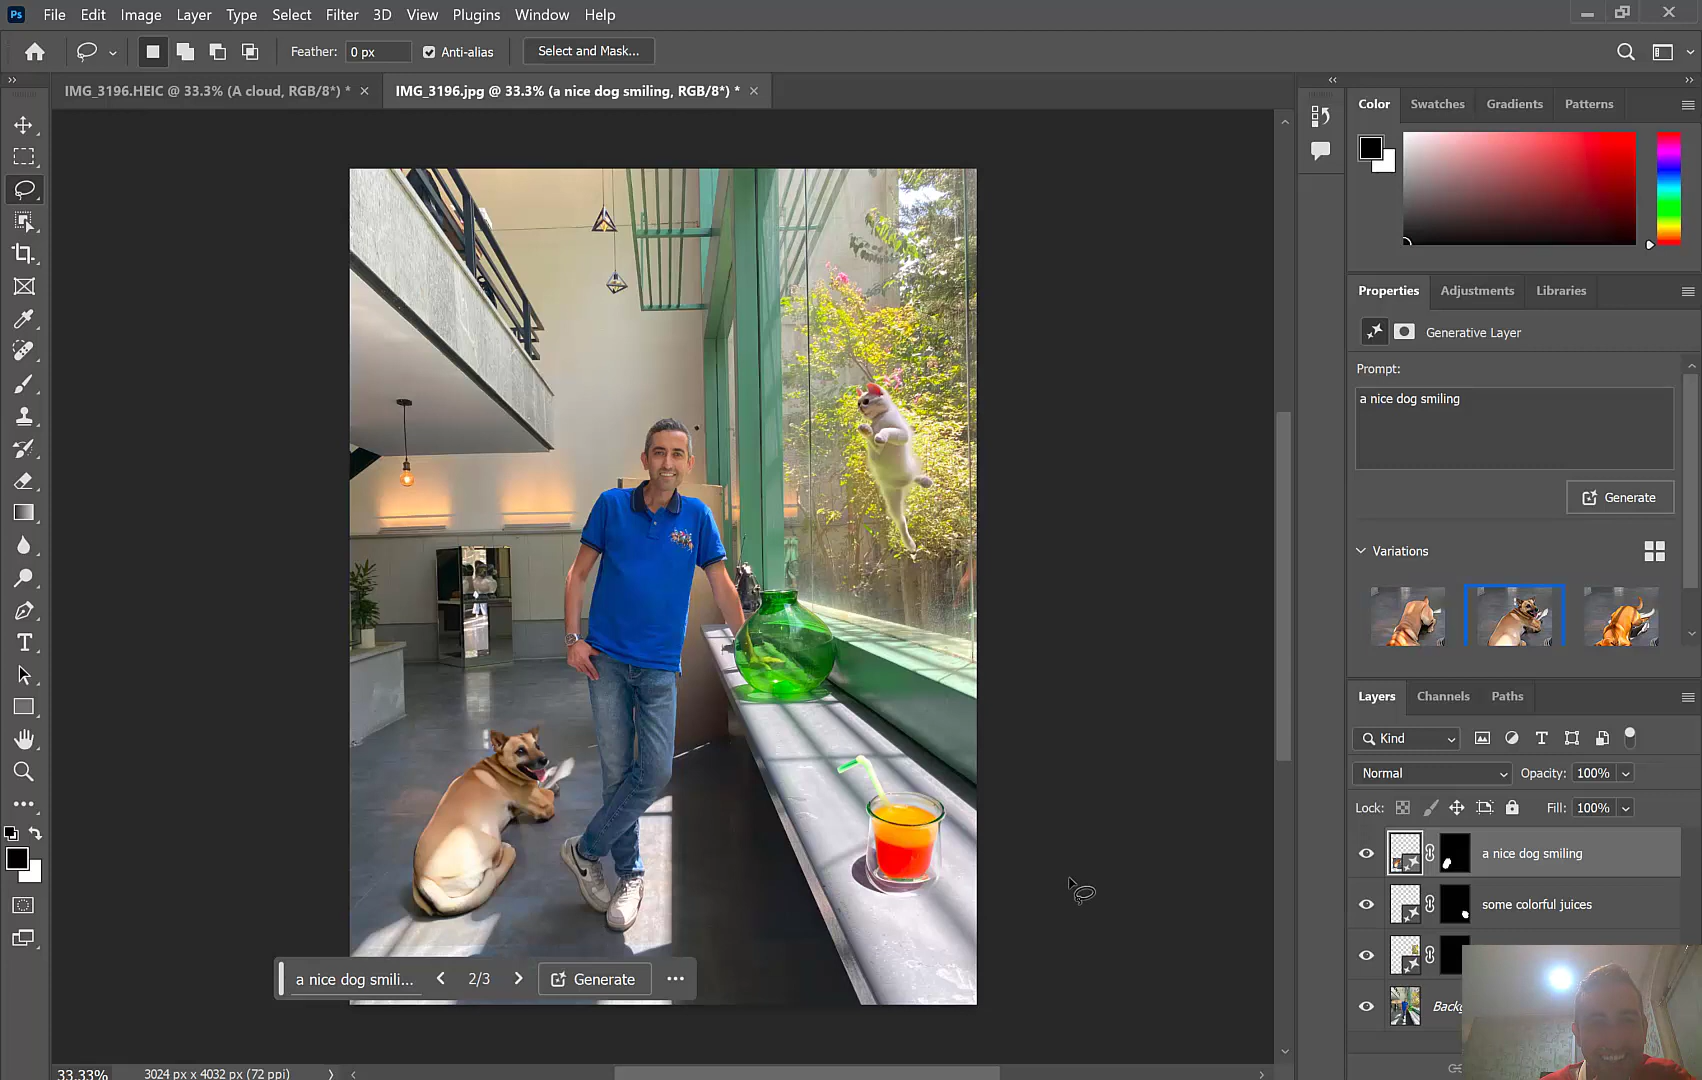 Ps File Edit Image Layer Type Select Filter 3D View Plugins Window Help
Feather: 0 px Anti-alias Select and Mask...
IMG_3196.HEIC @ 33.3% (A cloud, RGB/8*) * IMG_3196.jpg @ 33.3% (a nice dog smiling, RGB/8*) *
Color Swatches Gradients Patterns
Properties Adjustments Libraries
Generative Layer
Prompt:
a nice dog smiling
Generate
Variations
Layers Channels Paths
Kind
Normal Opacity: 100%
Lock: Fill: 100%
a nice dog smiling
some colorful juices
a nice dog smili... 2/3 Generate
33.33% 3024 px x 4032 px (72 ppi)